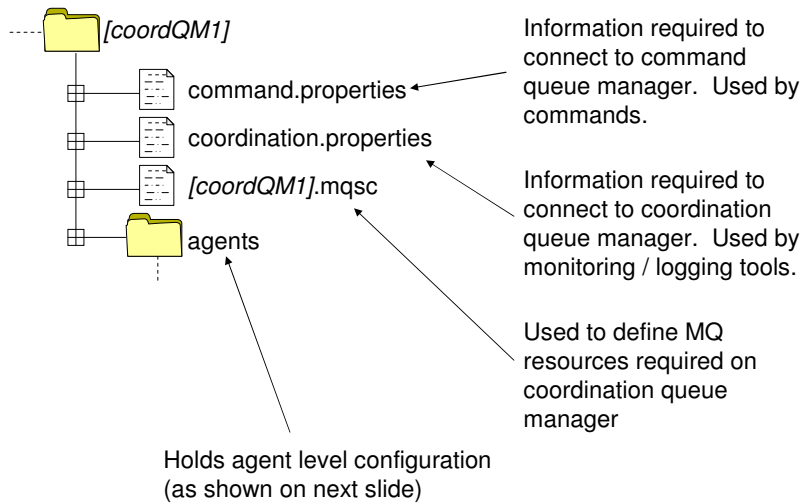 [coordQM1]
command.properties
coordination.properties
[coordQM1].mqsc
agents
Information required to
connect to command
queue manager.  Used by
commands.
Information required to
connect to coordination
queue manager.  Used by
monitoring / logging tools.
Used to define MQ
resources required on
coordination queue
manager
Holds agent level configuration
(as shown on next slide)